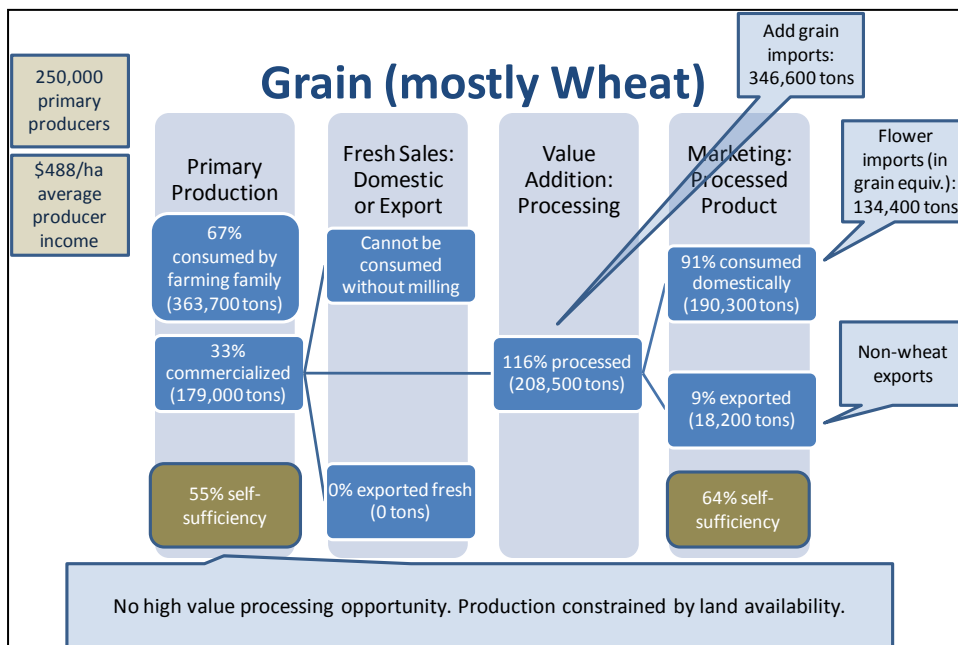 250,000
primary
producers
$488/ha
average
producer
income
Grain (mostly Wheat)
Add grain
imports:
346,600 tons
Flower
imports (in
grain equiv.):
134,400 tons
Primary
Production
67%
consumed by
farming family
(363,700 tons)
33%
commercialized
(179,000 tons)
55% self-
sufficiency
Fresh Sales:
Domestic
or Export
Cannot be
consumed
without milling
0% exported fresh
(0 tons)
Value
Addition:
Processing
116% processed
(208,500 tons)
Marketing:
Processed
Product
91% consumed
domestically
(190,300 tons)
9% exported
(18,200 tons)
64% self-
sufficiency
Non-wheat
exports
No high value processing opportunity. Production constrained by land availability.